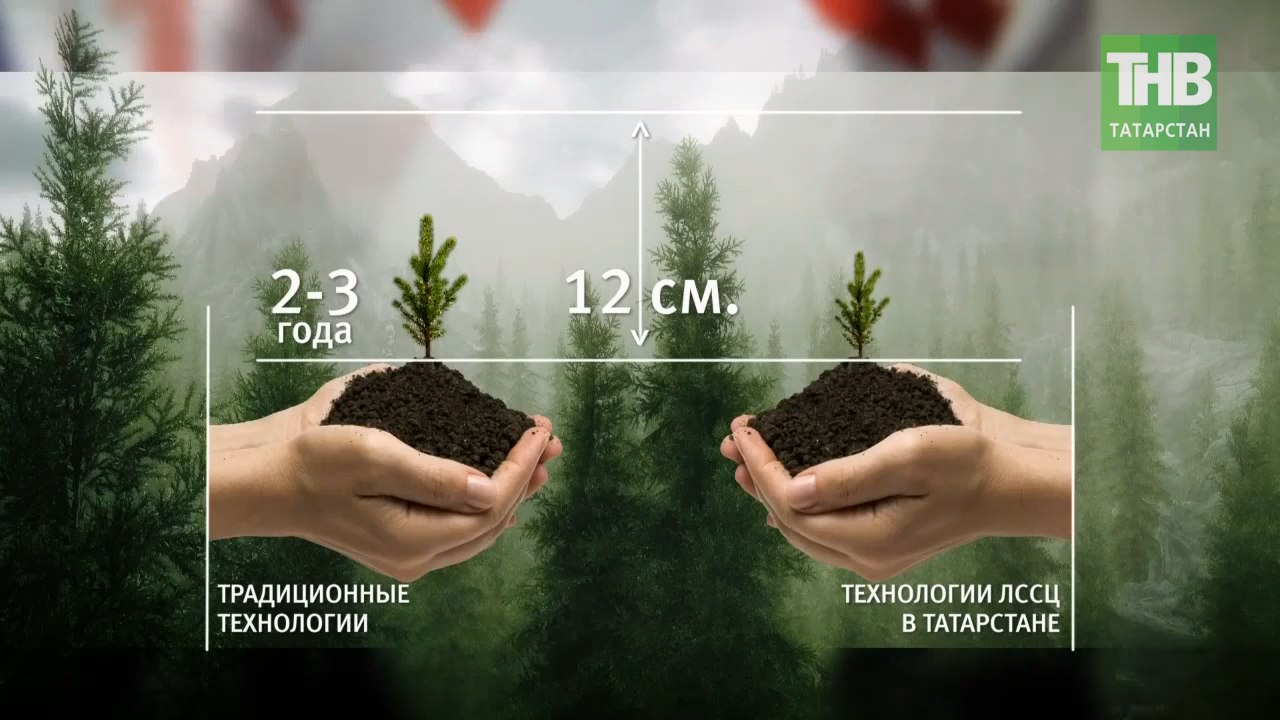 ТНВ
ТАТАРСТАН
2-3
года
12 см.
ТРАДИЦИОННЫЕ
ТЕХНОЛОГИИ
ТЕХНОЛОГИИ ЛССЦ
В ТАТАРСТАНЕ